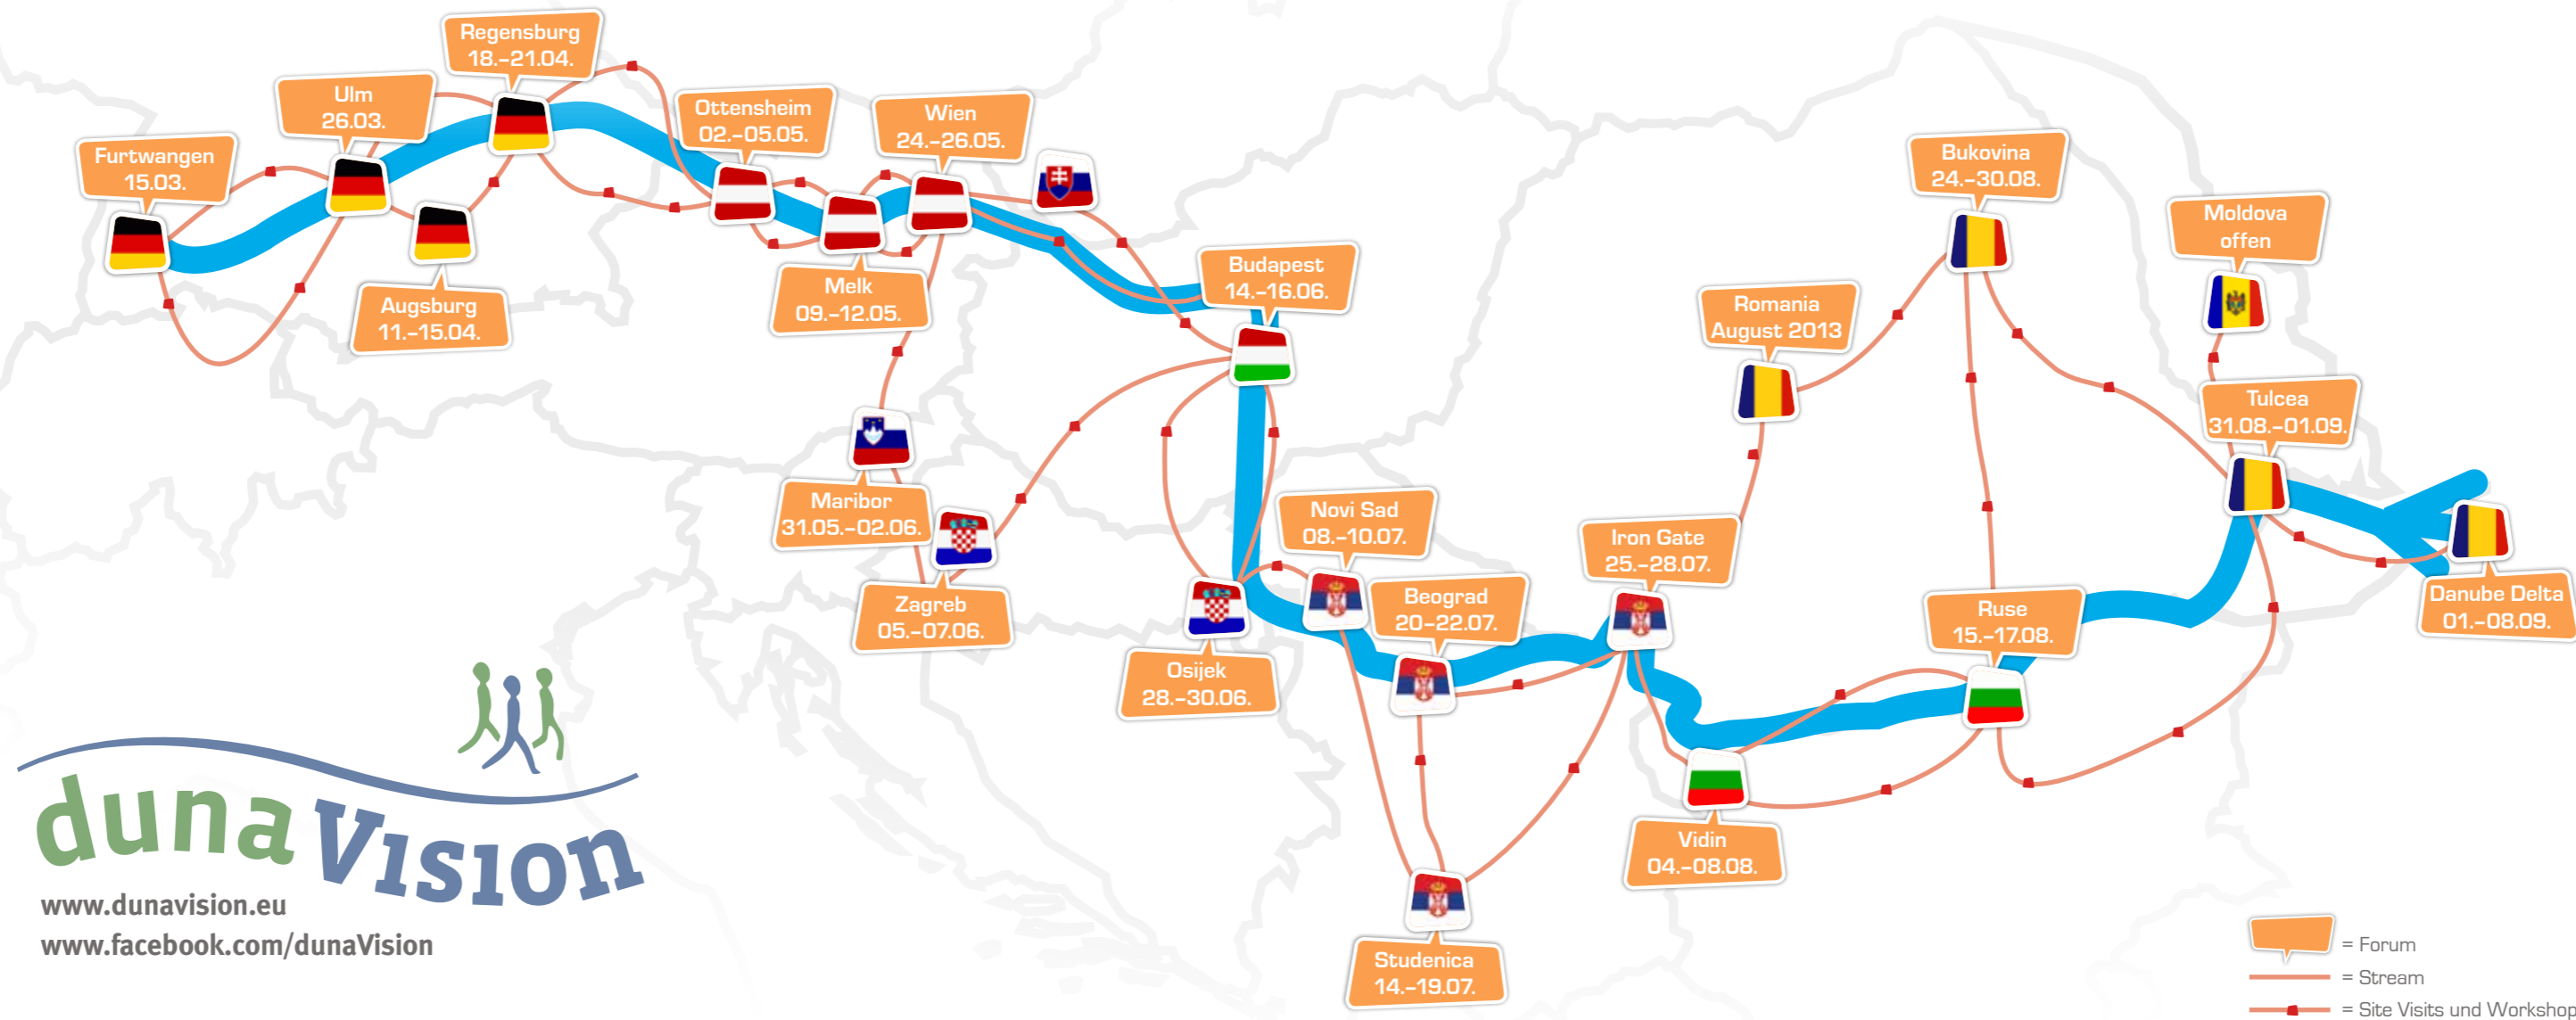 Regensburg
18.-21.04.
Ulm
26.03.
Ottensheim
02.-05.05.
Wien
24.-26.05.
Furtwangen
15.03.
Bukovina
24.-30.08.
Moldova
offen
Augsburg
11.-15.04.
Melk
09.-12.05.
Budapest
14.-16.06.
Romania
August 2013
Tulcea
31.08.-01.09.
Maribor
31.05.-02.06.
Novi Sad
08.-10.07.
Iron Gate
25.-28.07.
Zagreb
05.-07.06.
Beograd
20-22.07.
Ruse
15.-17.08.
Danube Delta
01.-08.09.
Osijek
28.-30.06.
Vidin
04.-08.08.
Studenica
14.-19.07.
dunaVision
www.dunavision.eu
www.facebook.com/dunaVision
= Forum
= Stream
= Site Visits und Workshop